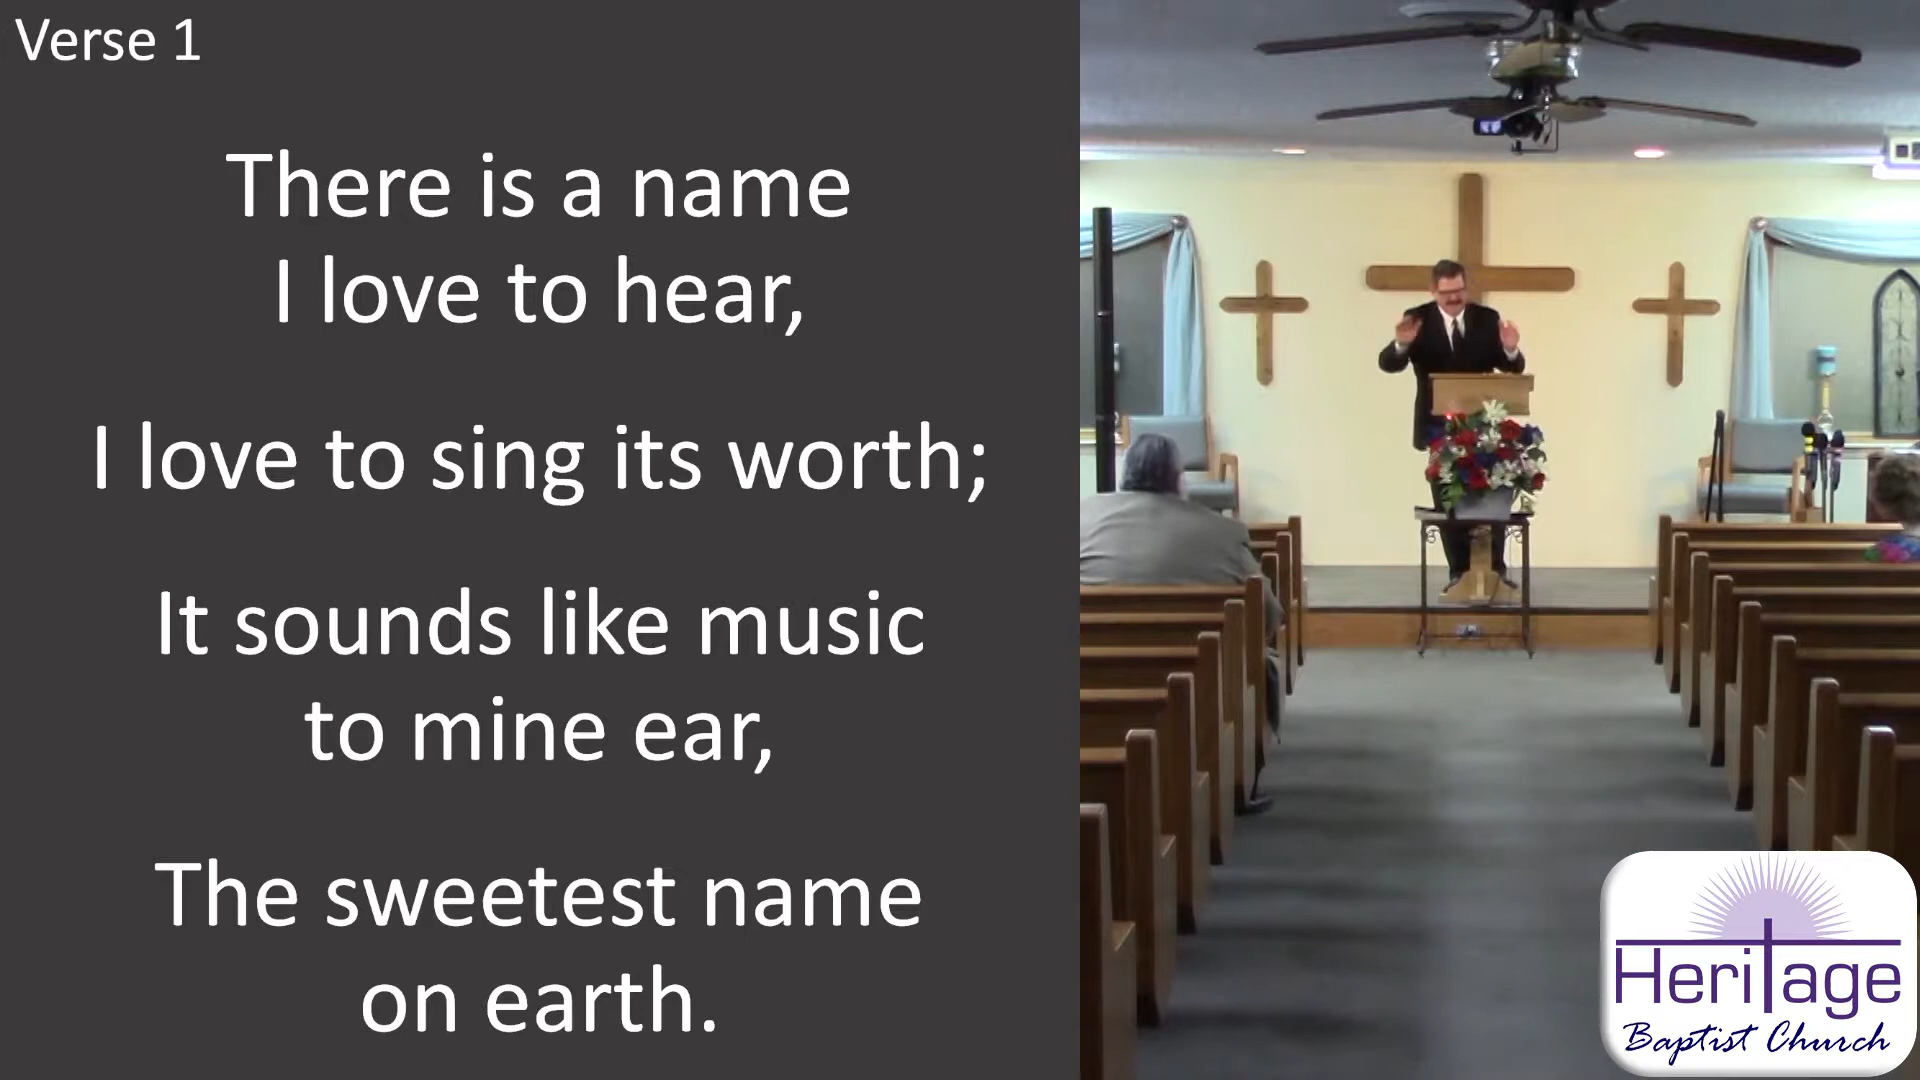 Verse 1
There is a name
I love to hear,
I love to sing its worth;
It sounds like music
to mine ear,
The sweetest name
on earth.
Heritage
Baptist Church